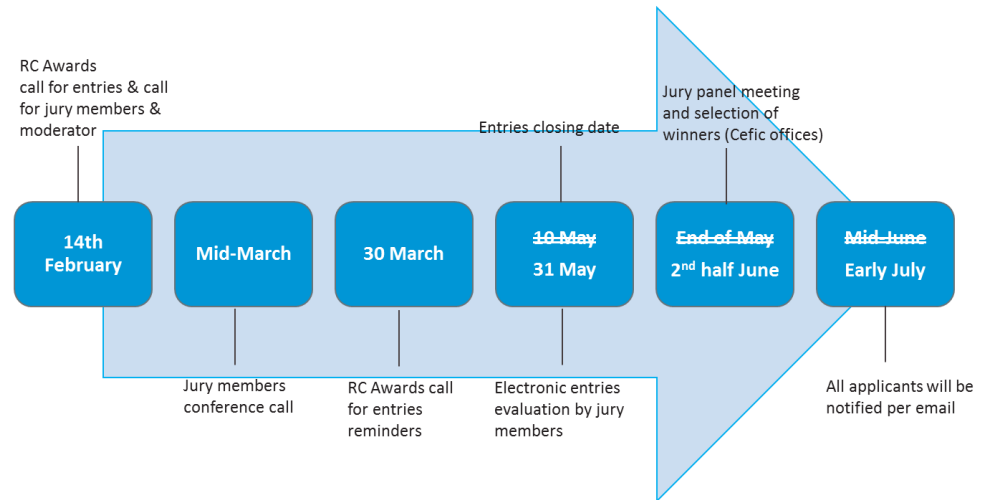 RC Awards
call for entries & call
for jury members &
moderator
Entries closing date
Jury panel meeting
and selection of
winners (Cefic offices)
14th
February
Mid-March
30 March
10 May
31 May
End of May
2nd half June
Mid-June
Early July
Jury members
conference call
RC Awards call
for entries
reminders
Electronic entries
evaluation by jury
members
All applicants will be
notified per email